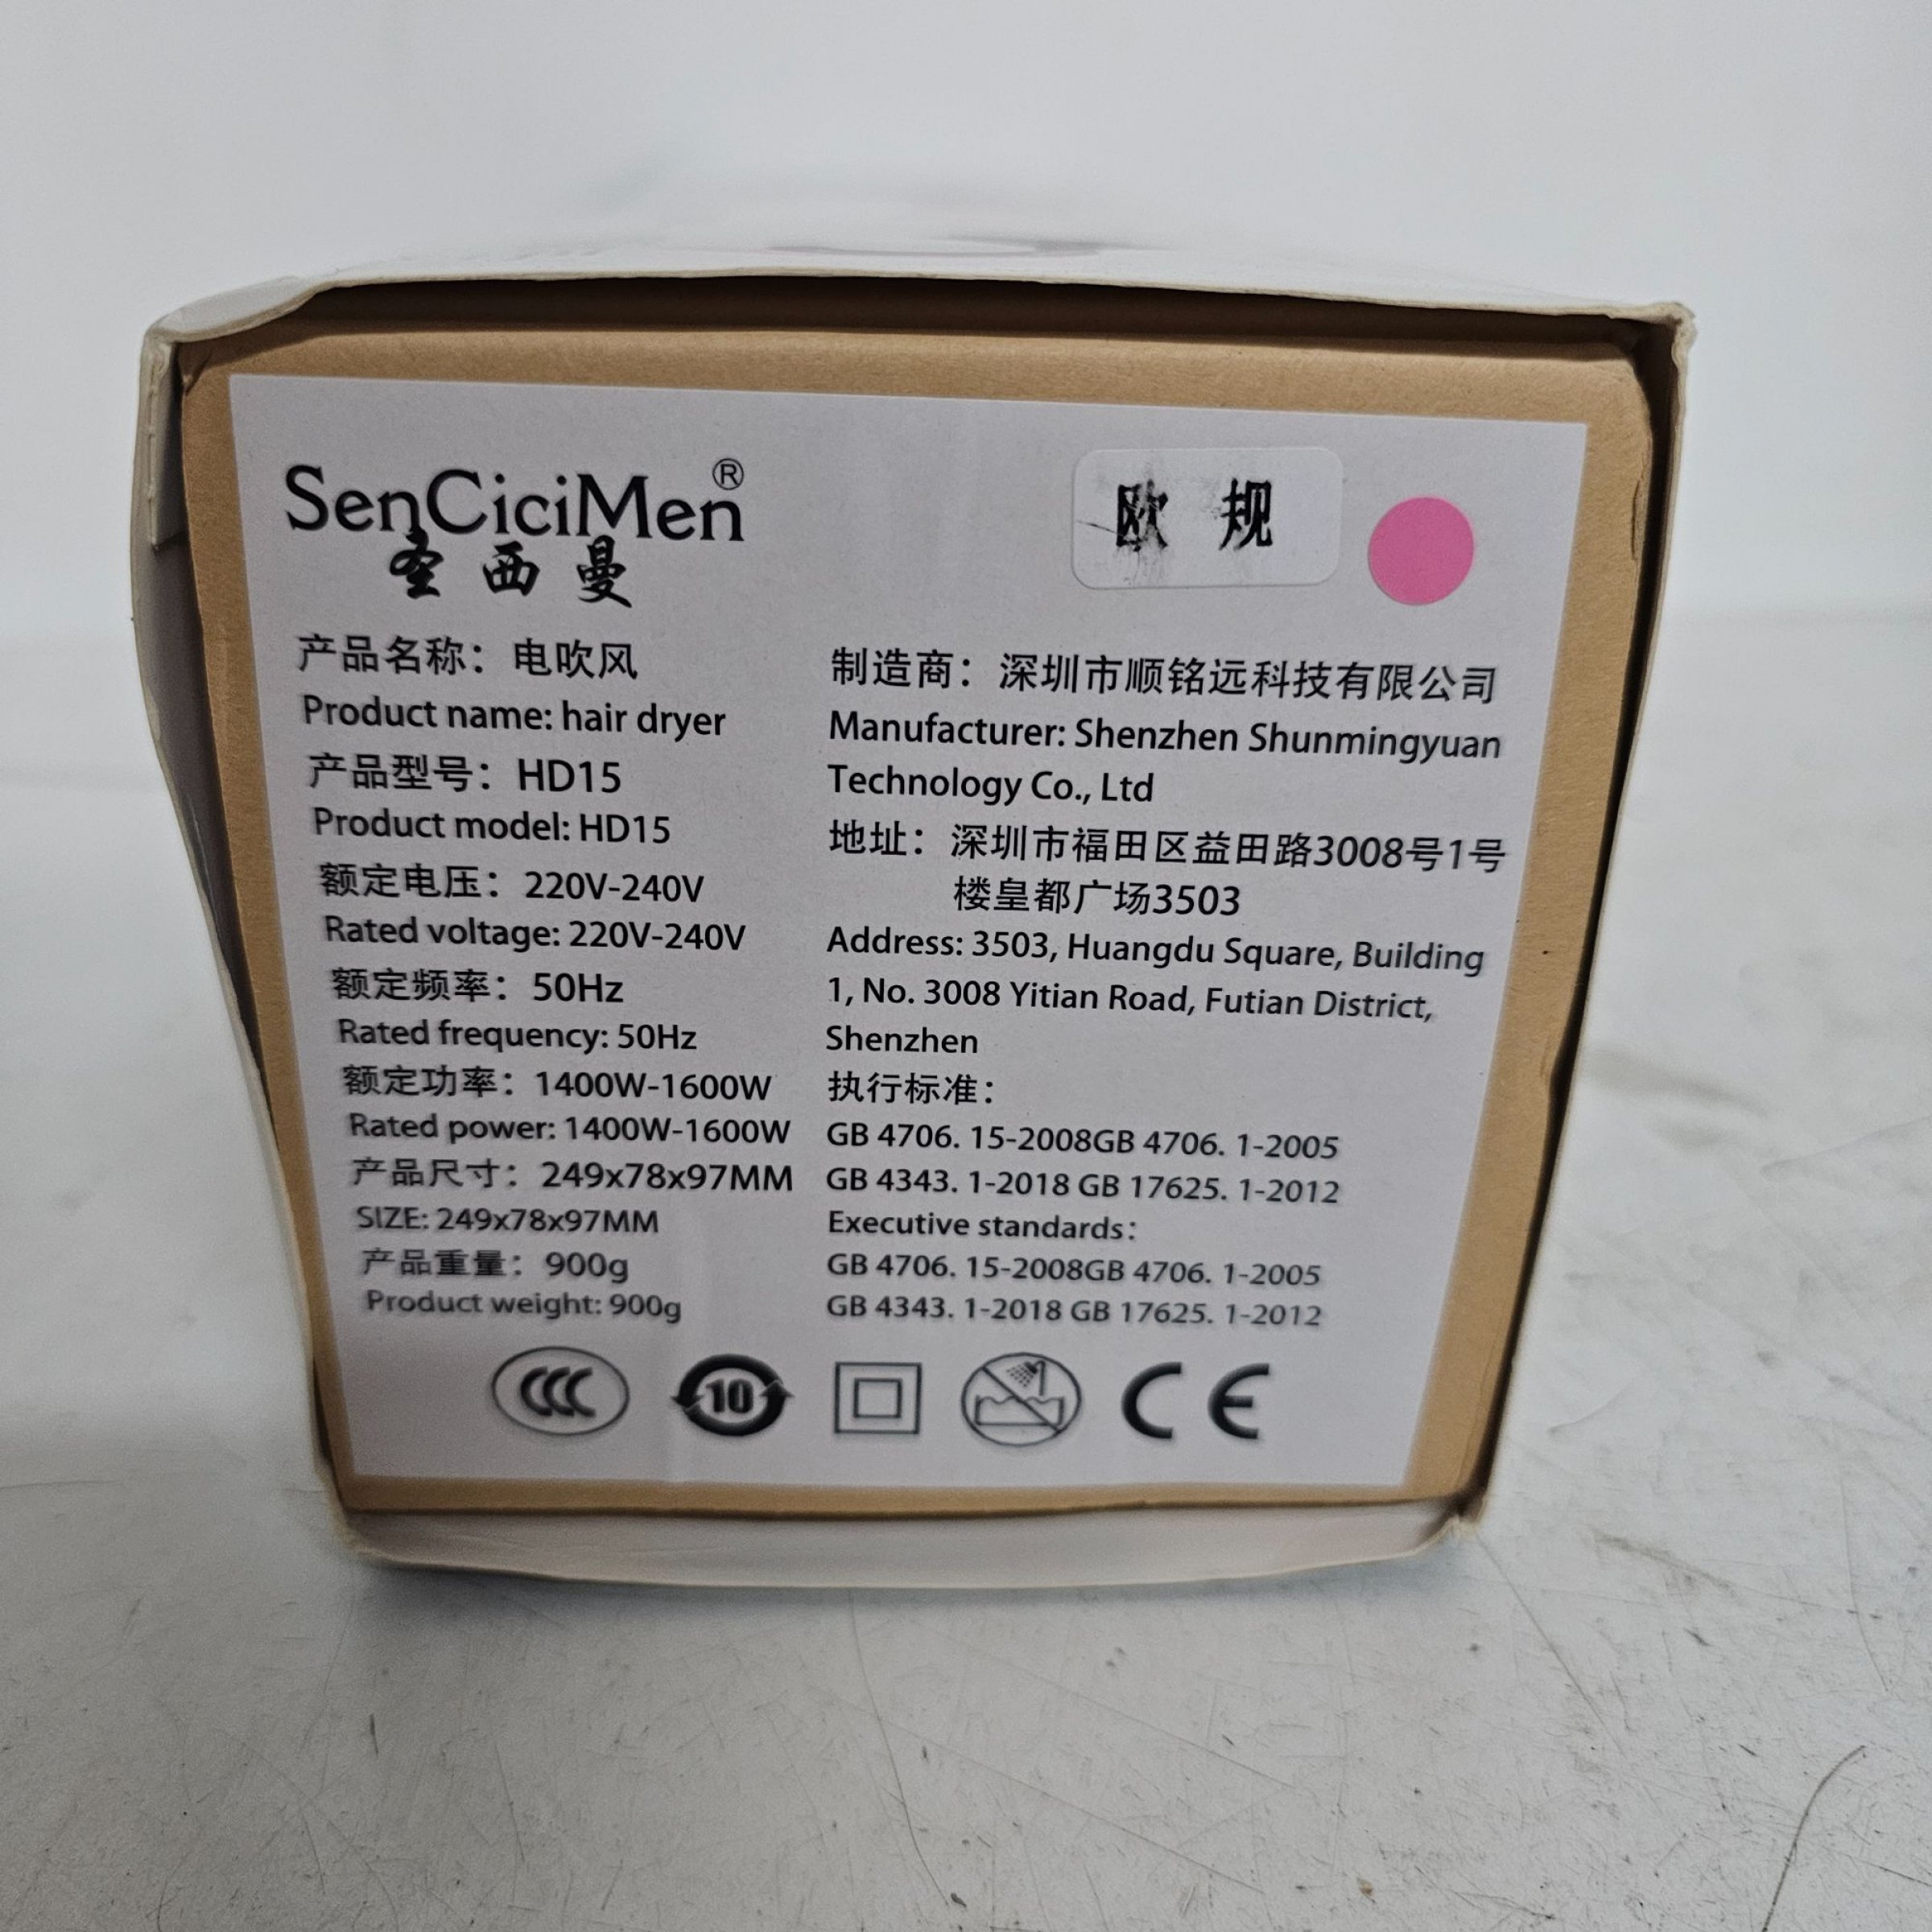 SenCiciMen®
圣西曼
欧 规
产品名称：电吹风
Product name: hair dryer
产品型号：HD15
Product model: HD15
额定电压：220V-240V
Rated voltage: 220V-240V
额定频率：50Hz
Rated frequency: 50Hz
额定功率：1400W-1600W
Rated power: 1400W-1600W
产品尺寸：249x78x97MM
SIZE: 249x78x97MM
产品重量：900g
Product weight: 900g
制造商：深圳市顺铭远科技有限公司
Manufacturer: Shenzhen Shunmingyuan
Technology Co., Ltd
地址：深圳市福田区益田路3008号1号
楼皇都广场3503
Address: 3503, Huangdu Square, Building
1, No. 3008 Yitian Road, Futian District,
Shenzhen
执行标准：
GB 4706. 15-2008GB 4706. 1-2005
GB 4343. 1-2018 GB 17625. 1-2012
Executive standards：
GB 4706. 15-2008GB 4706. 1-2005
GB 4343. 1-2018 GB 17625. 1-2012
CCC 10 CE